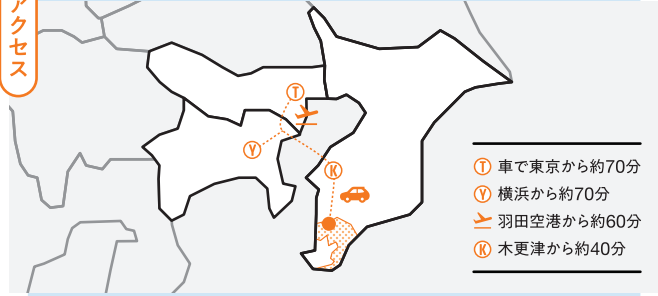 アクセス
T
Y
K
T 車で東京から約70分
Y 横浜から約70分
羽田空港から約60分
K 木更津から約40分